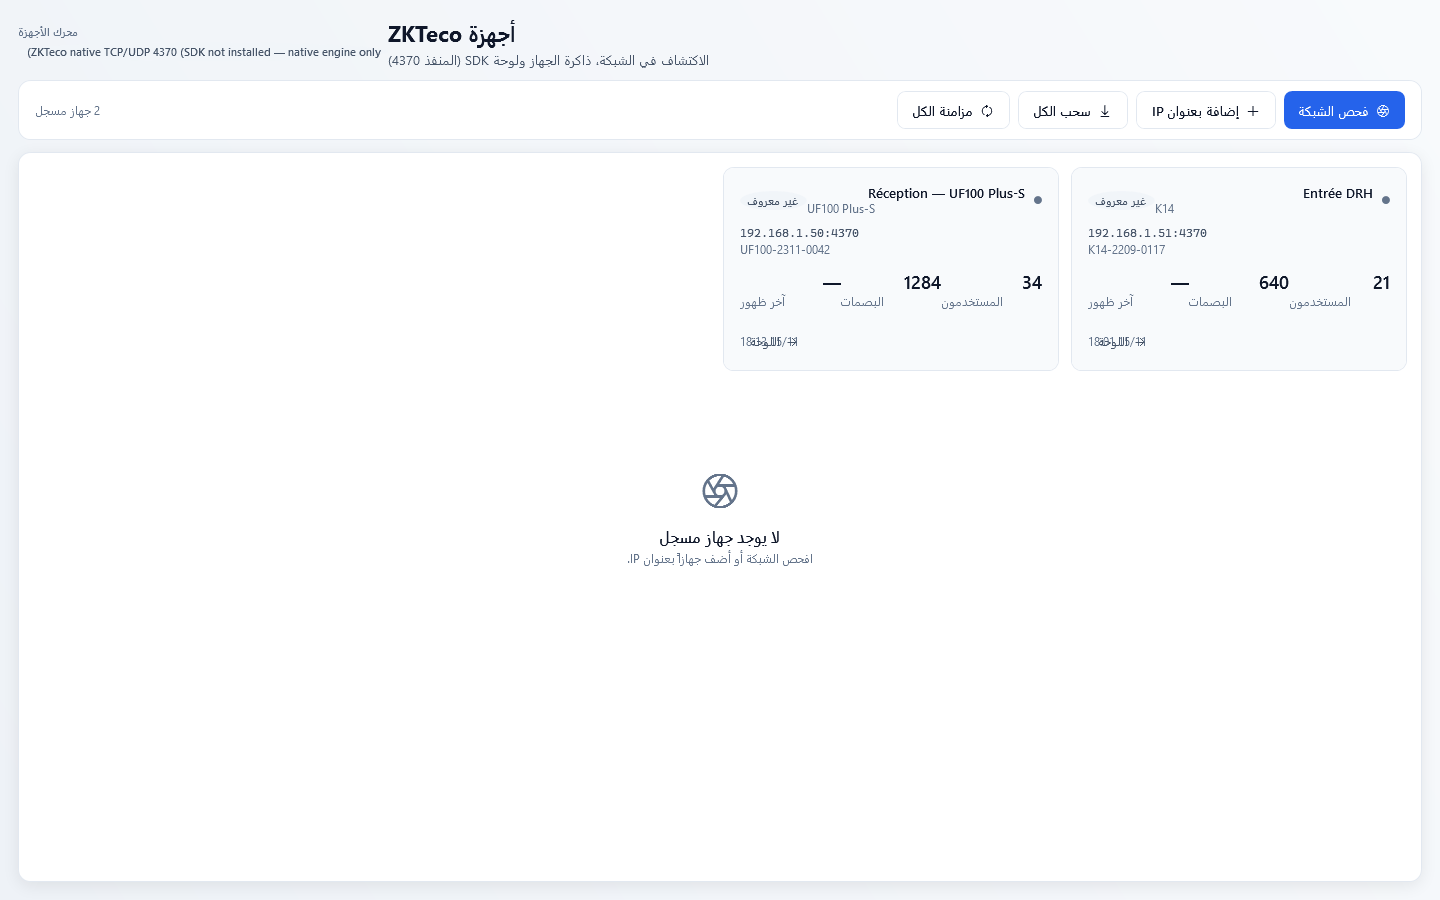 أجهزة ZKTeco
الاكتشاف في الشبكة، ذاكرة الجهاز ولوحة SDK (المنفذ 4370)
محرك الأجهزة
(ZKTeco native TCP/UDP 4370 (SDK not installed — native engine only
فحص الشبكة
إضافة بعنوان IP
سحب الكل
مزامنة الكل
2 جهاز مسجل
Entrée DRH
K14
غير معروف
192.168.1.51:4370
K14-2209-0117
21
640
—
المستخدمون
البصمات
آخر ظهور
اللوحة
Réception — UF100 Plus-S
UF100 Plus-S
غير معروف
192.168.1.50:4370
UF100-2311-0042
34
1284
—
المستخدمون
البصمات
آخر ظهور
اللوحة
لا يوجد جهاز مسجل
افحص الشبكة أو أضف جهازاً بعنوان IP.